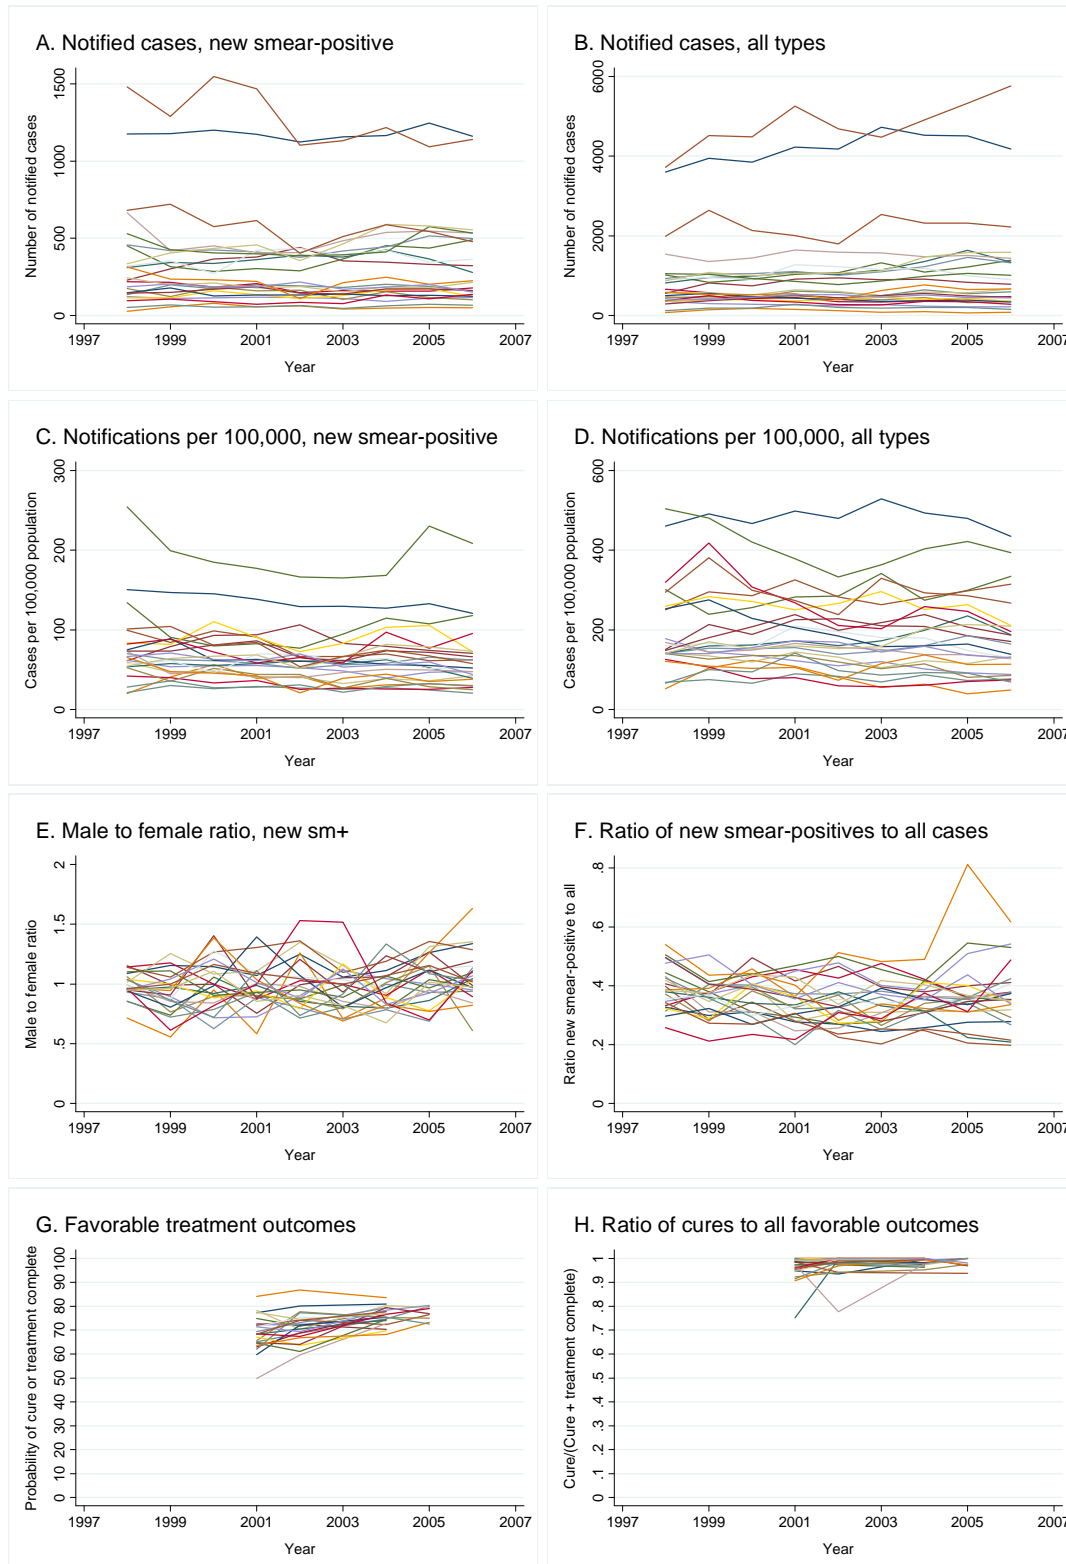 A. Notified cases, new smear-positive
Number of notified cases
1500
1000
500
0
1997 1999 2001 2003 2005 2007
Year
B. Notified cases, all types
Number of notified cases
6000
4000
2000
0
1997 1999 2001 2003 2005 2007
Year
C. Notifications per 100,000, new smear-positive
Cases per 100,000 population
300
200
100
0
1997 1999 2001 2003 2005 2007
Year
D. Notifications per 100,000, all types
Cases per 100,000 population
600
400
200
0
1997 1999 2001 2003 2005 2007
Year
E. Male to female ratio, new sm+
Male to female ratio
2
1.5
1
.5
0
1997 1999 2001 2003 2005 2007
Year
F. Ratio of new smear-positives to all cases
Ratio new smear-positive to all
.8
.6
.4
.2
0
1997 1999 2001 2003 2005 2007
Year
G. Favorable treatment outcomes
Probability of cure or treatment complete
100
90
80
70
60
50
40
30
20
10
0
1997 1999 2001 2003 2005 2007
Year
H. Ratio of cures to all favorable outcomes
Cure/(Cure + treatment complete)
1
.9
.8
.7
.6
.5
.4
.3
.2
.1
0
1997 1999 2001 2003 2005 2007
Year